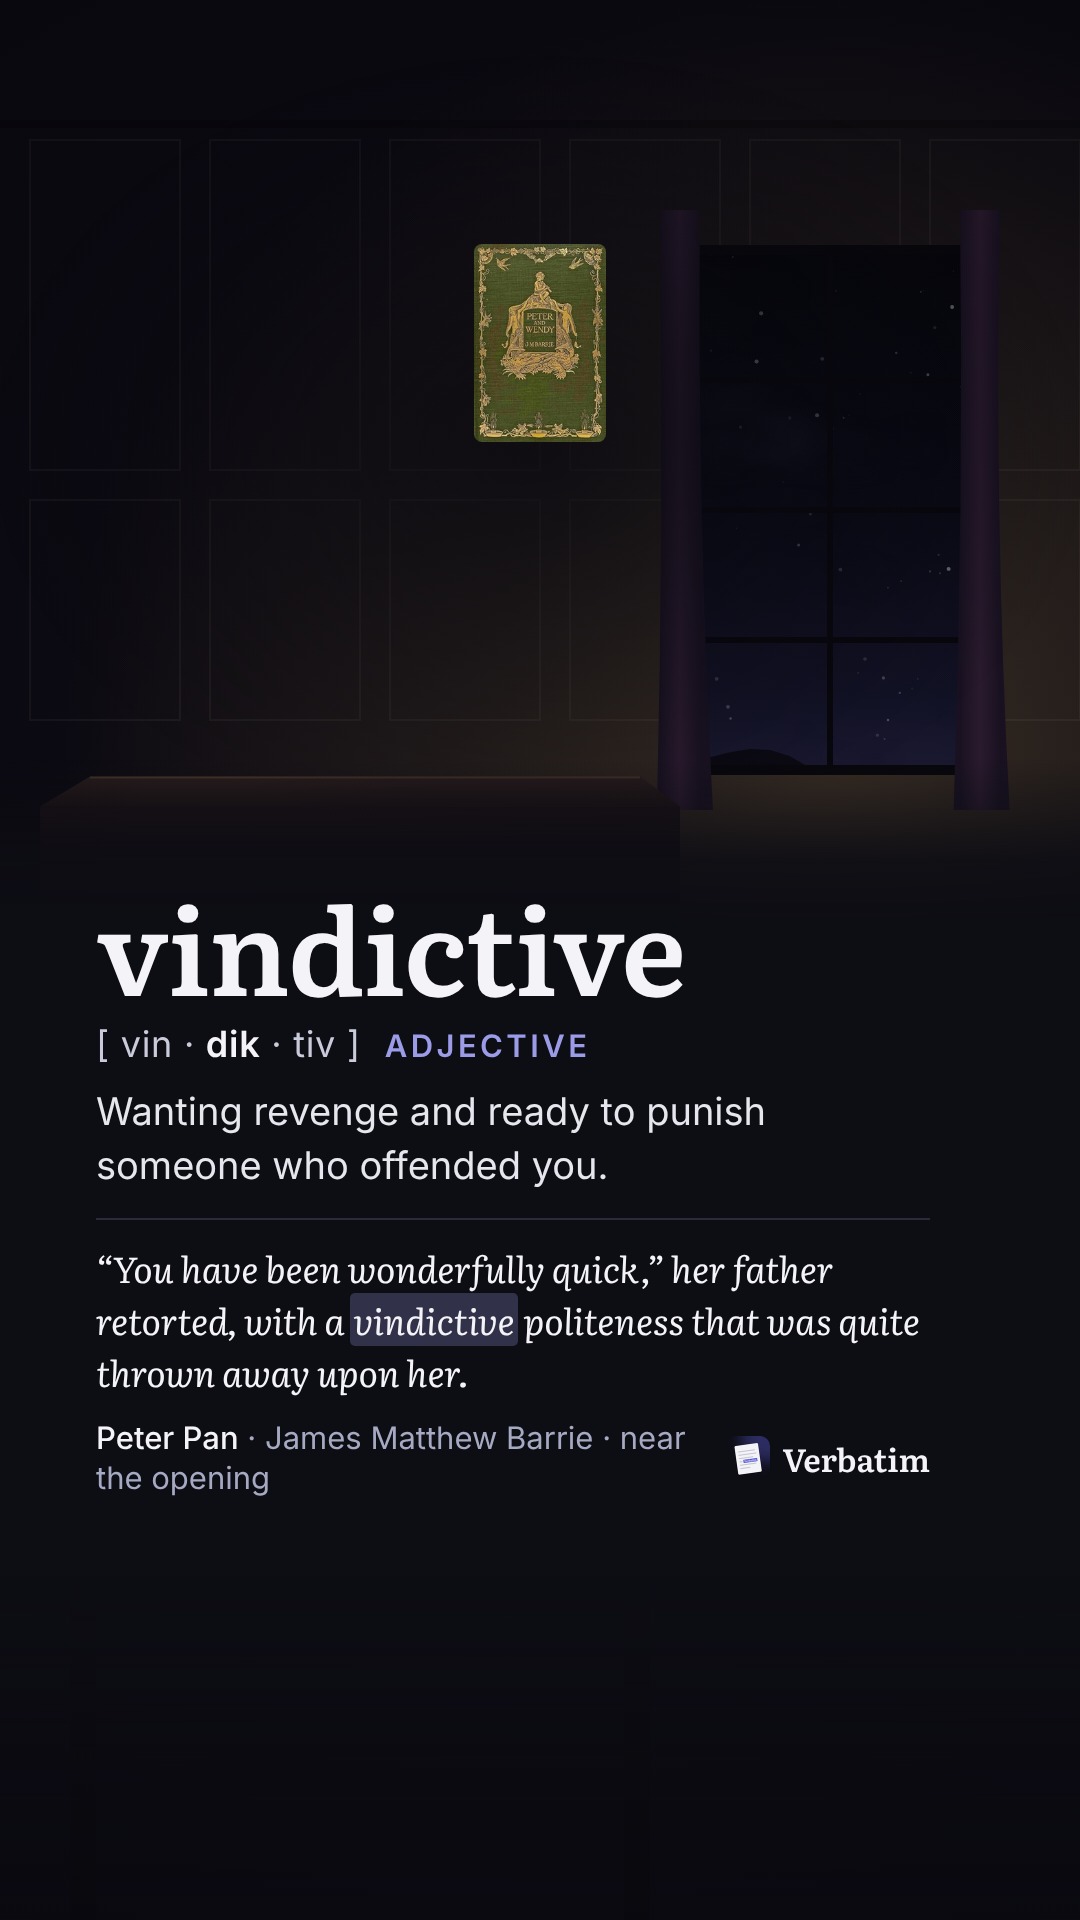 PETER
AND
WENDY
J.M. BARRIE
vindictive
[ vin · dik · tiv ] ADJECTIVE
Wanting revenge and ready to punish
someone who offended you.
“You have been wonderfully quick,” her father
retorted, with a vindictive politeness that was quite
thrown away upon her.
Peter Pan · James Matthew Barrie · near
the opening
Verbatim